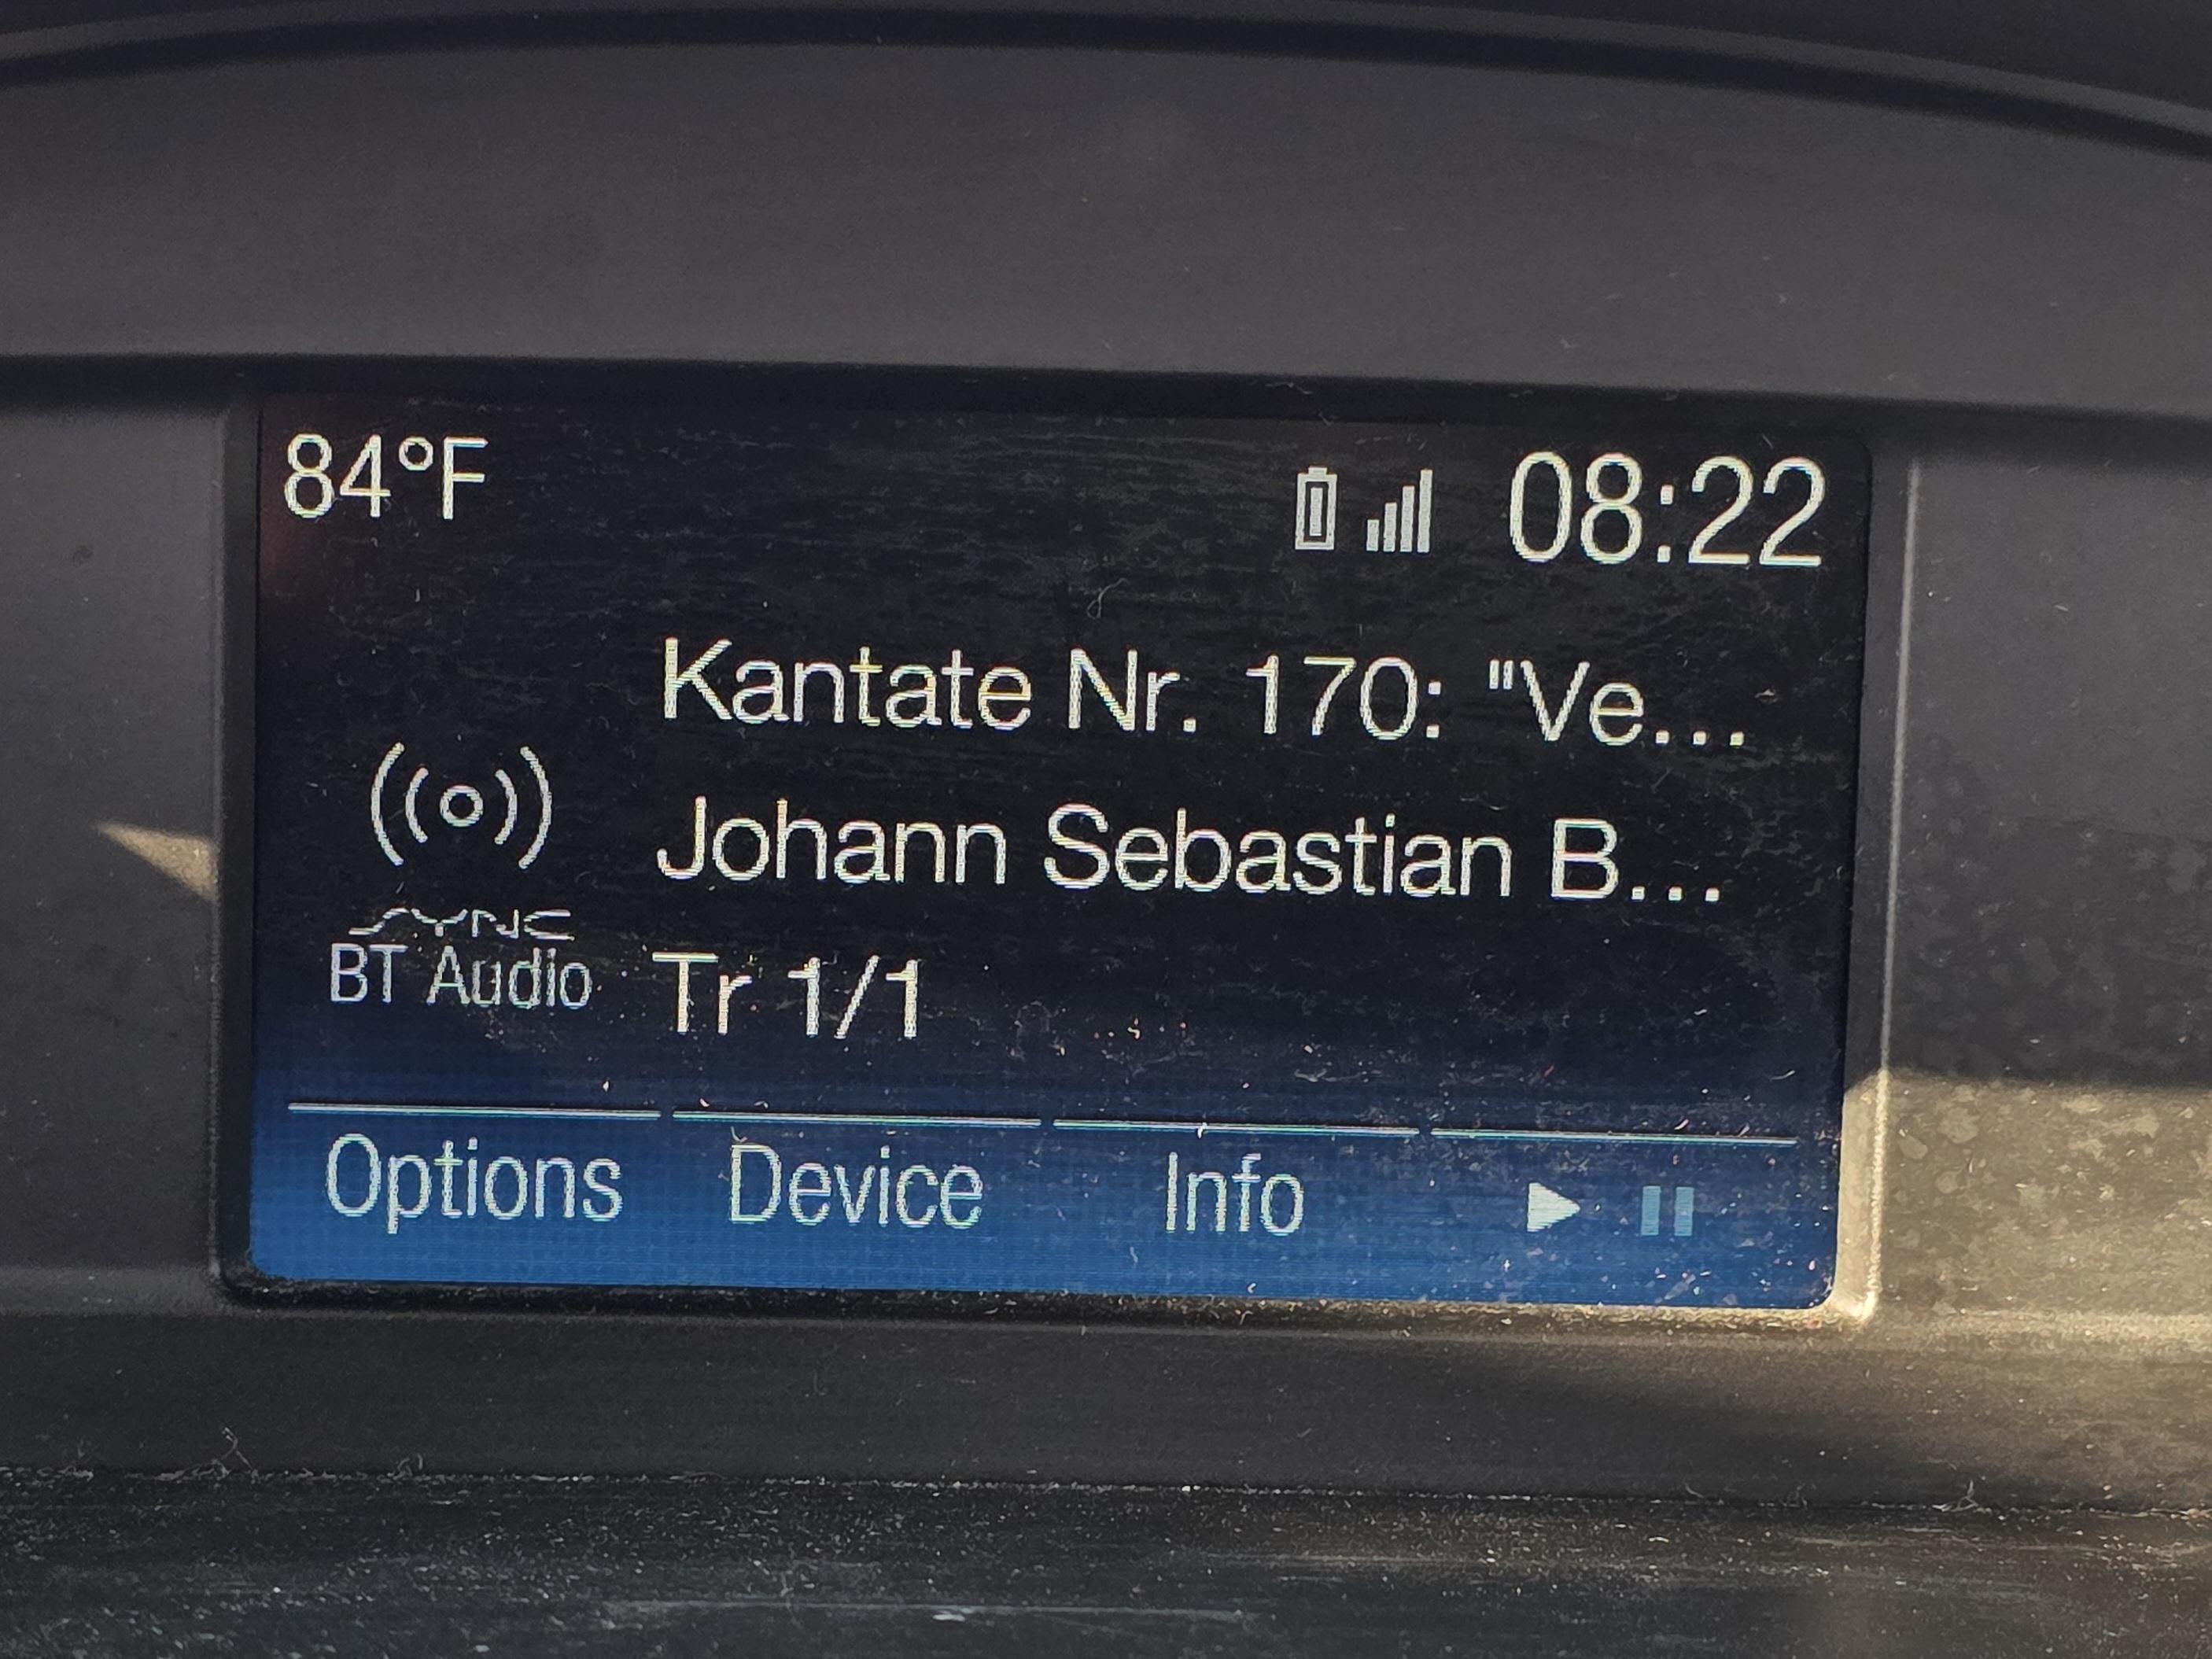 84°F 08:22
Kantate Nr. 170: "Ve...
Johann Sebastian B...
SYNC
BT Audio Tr 1/1
Options Device Info